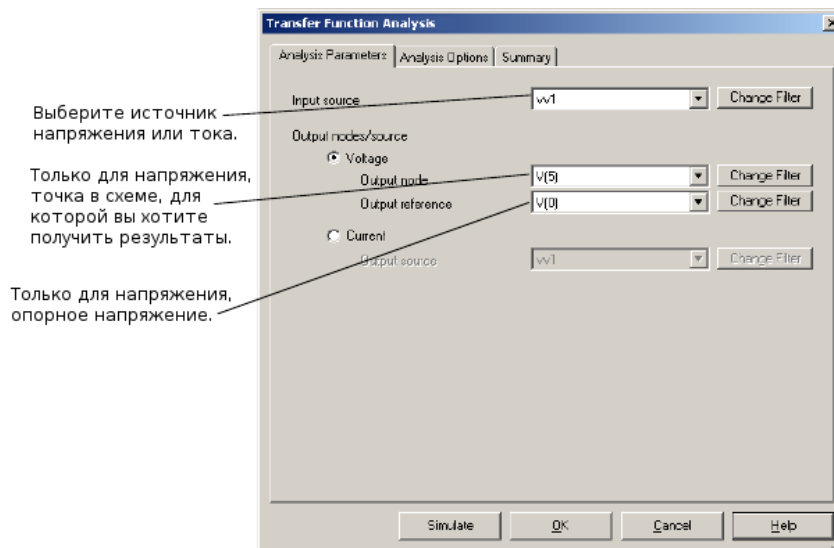 Transfer Function Analysis
Analysis Parameters
Analysis Options
Summary
Выберите источник
напряжения или тока.
Input source
vv1
Change Filter
Output nodes/source
Voltage
Только для напряжения,
точка в схеме, для
которой вы хотите
получить результаты.
Output node
V(5)
Change Filter
Output reference
V(0)
Change Filter
Current
Output source
vv1
Change Filter
Только для напряжения,
опорное напряжение.
Simulate
OK
Cancel
Help